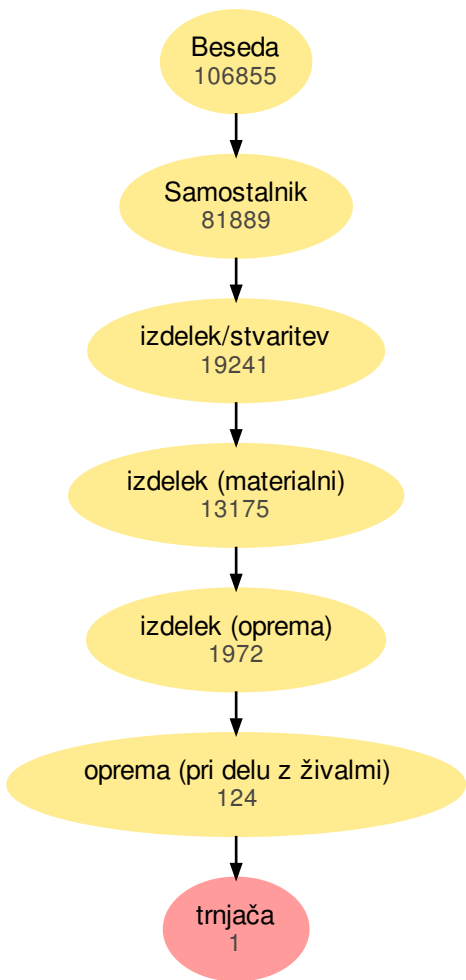 Beseda
106855
Samostalnik
81889
izdelek/stvaritev
19241
izdelek (materialni)
13175
izdelek (oprema)
1972
oprema (pri delu z živalmi)
124
trnjača
1